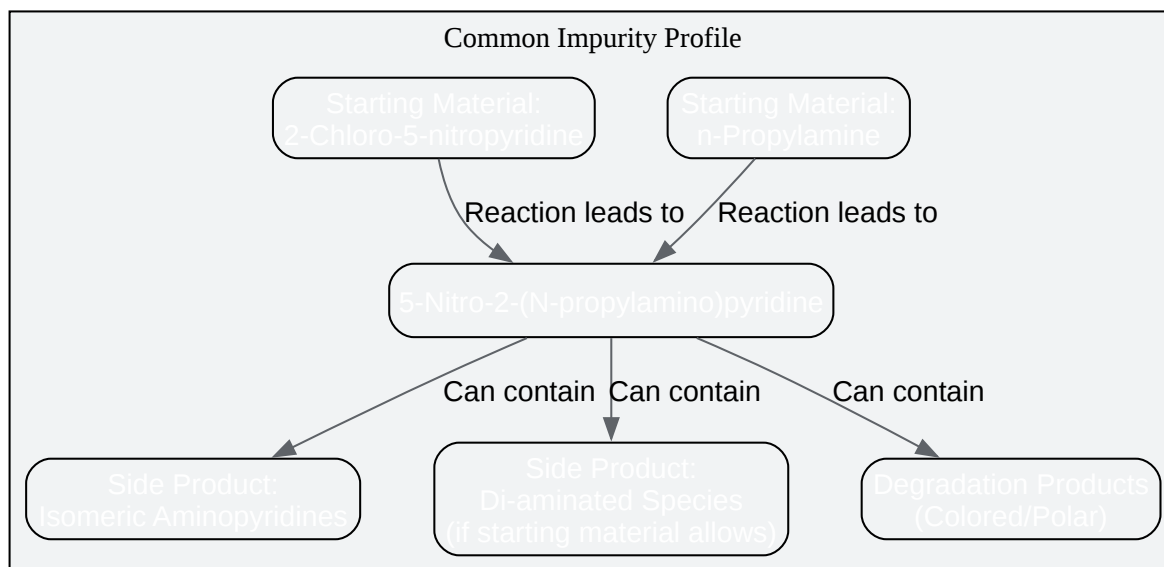 Common Impurity Profile
Starting Material:
2-Chloro-5-nitropyridine
Starting Material:
n-Propylamine
Reaction leads to
Reaction leads to
5-Nitro-2-(N-propylamino)pyridine
Can contain
Can contain
Can contain
Side Product:
Isomeric Aminopyridines
Side Product:
Di-aminated Species
(if starting material allows)
Degradation Products
(Colored/Polar)